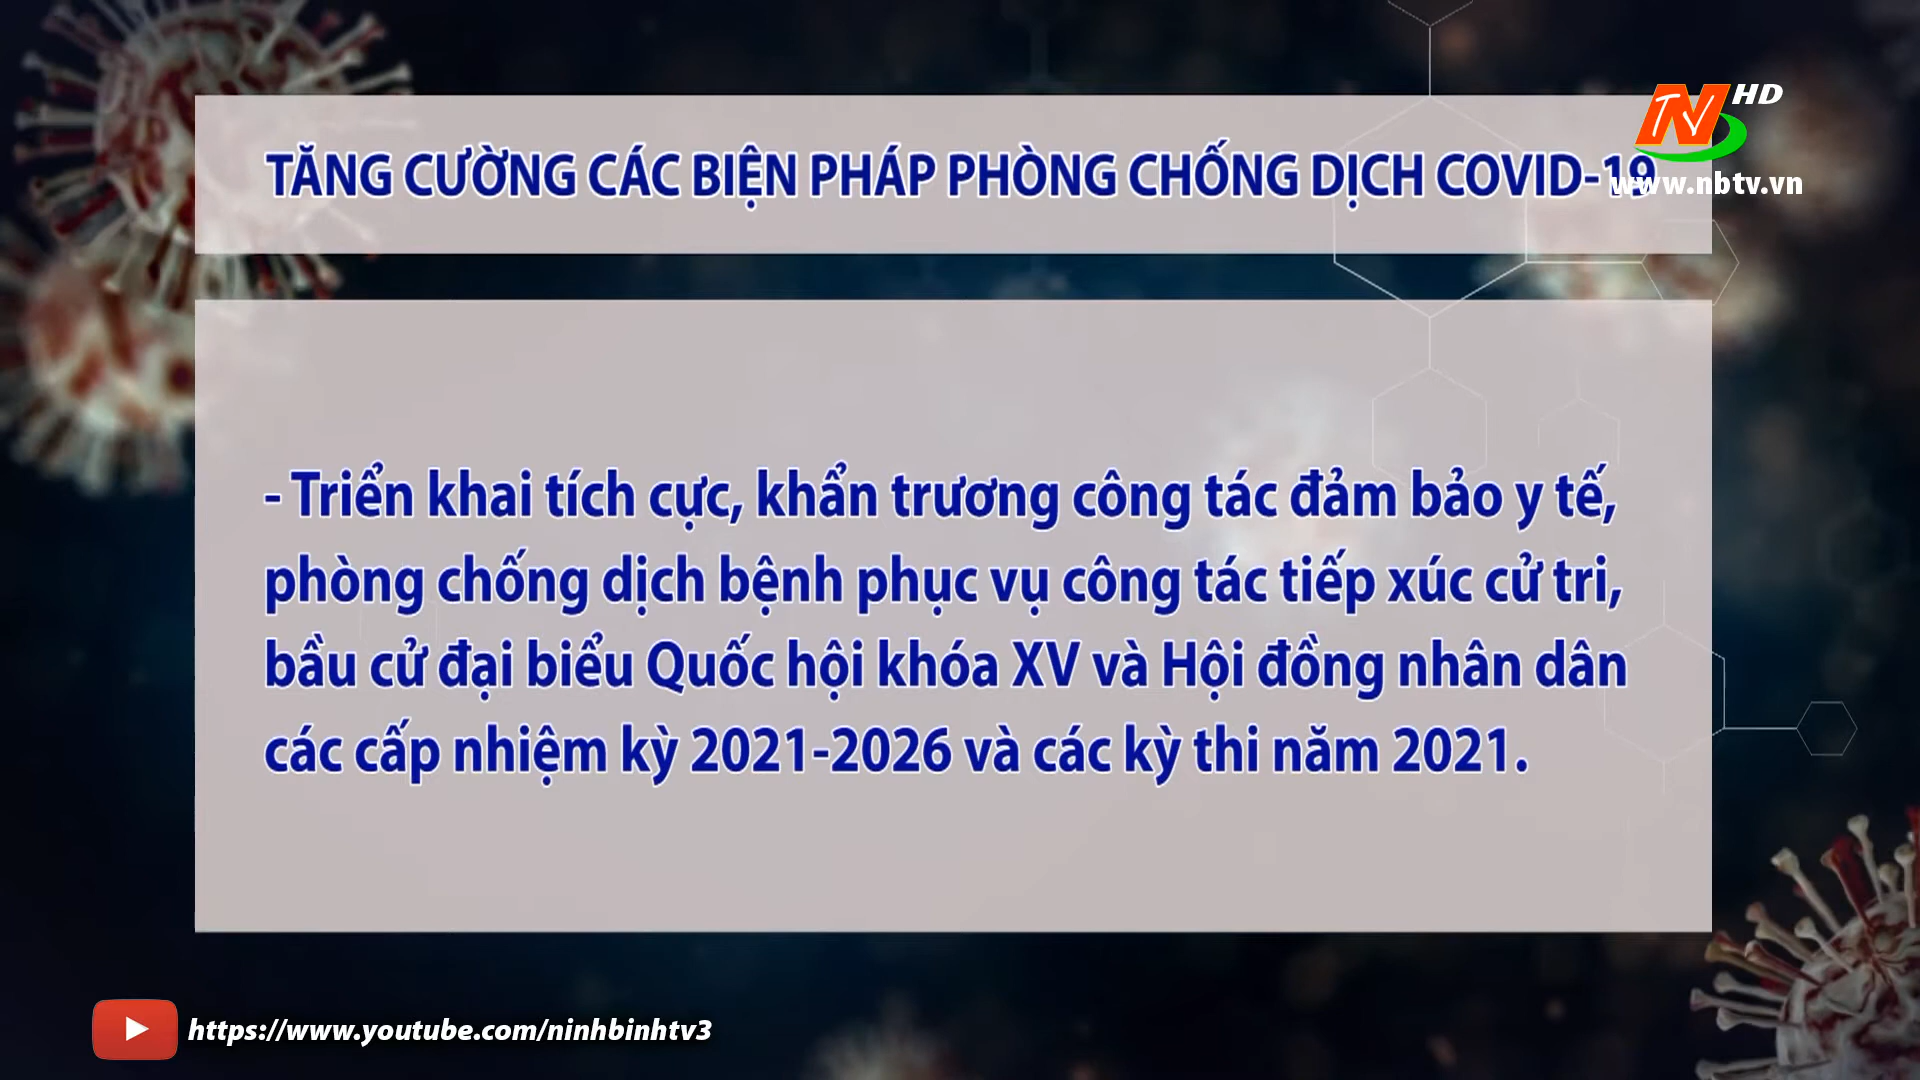 HD
NTV
TĂNG CƯỜNG CÁC BIỆN PHÁP PHÒNG CHỐNG DỊCH COVID-19
www.nbtv.vn
- Triển khai tích cực, khẩn trương công tác đảm bảo y tế,
phòng chống dịch bệnh phục vụ công tác tiếp xúc cử tri,
bầu cử đại biểu Quốc hội khóa XV và Hội đồng nhân dân
các cấp nhiệm kỳ 2021-2026 và các kỳ thi năm 2021.
https://www.youtube.com/ninhbinhtv3